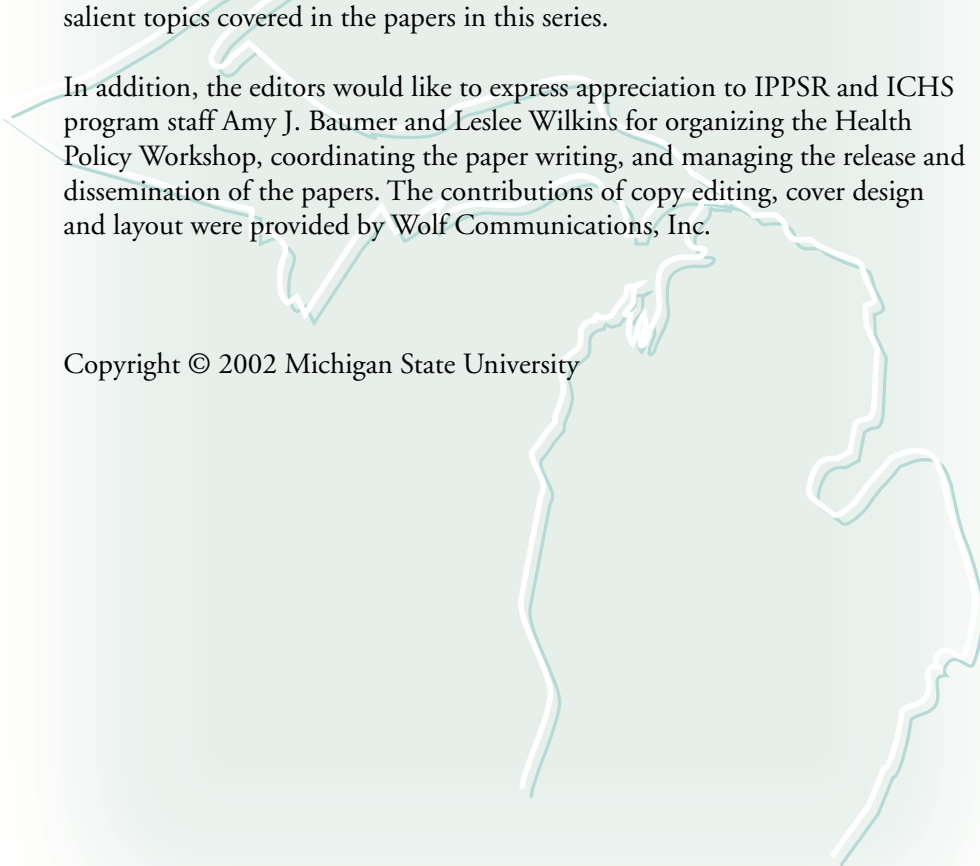 salient topics covered in the papers in this series.
In addition, the editors would like to express appreciation to IPPSR and ICHS
program staff Amy J. Baumer and Leslee Wilkins for organizing the Health
Policy Workshop, coordinating the paper writing, and managing the release and
dissemination of the papers. The contributions of copy editing, cover design
and layout were provided by Wolf Communications, Inc.
Copyright © 2002 Michigan State University